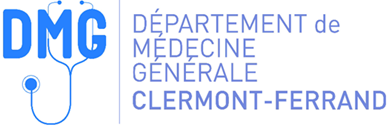 DMG
DÉPARTEMENT de
MÉDECINE
GÉNÉRALE
CLERMONT-FERRAND